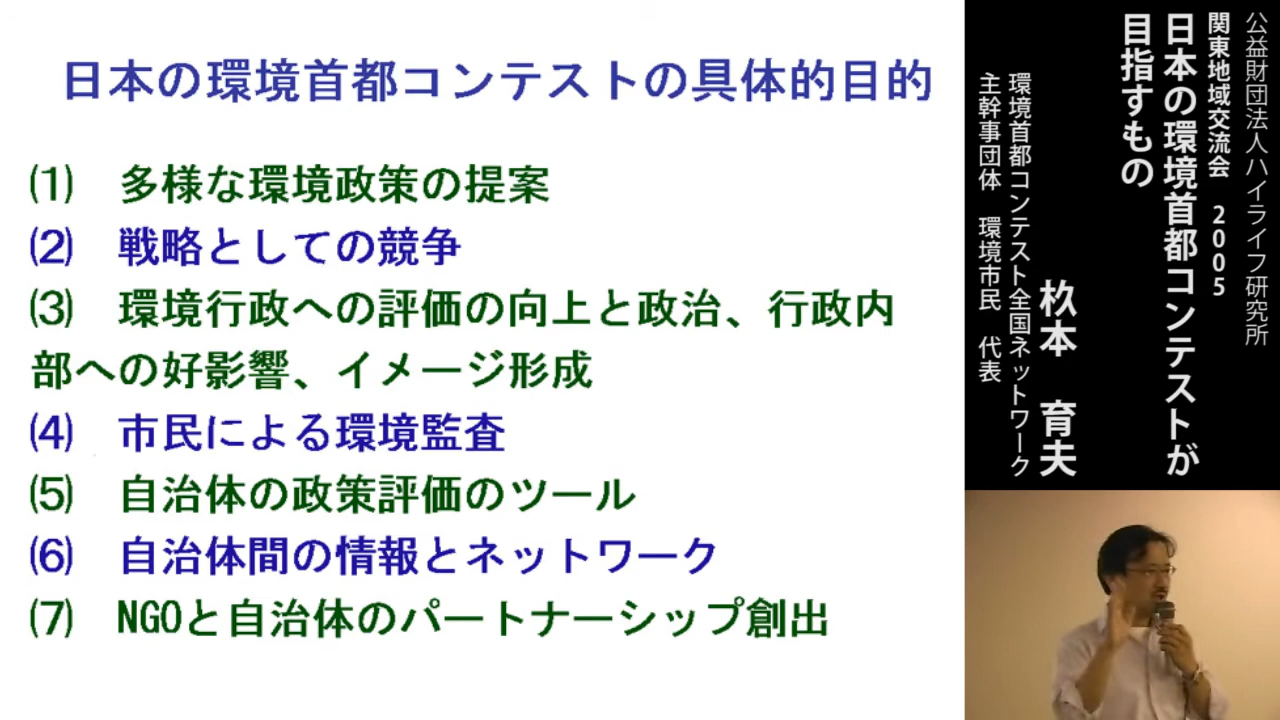 日本の環境首都コンテストの具体的目的
⑴　多様な環境政策の提案
⑵　戦略としての競争
⑶　環境行政への評価の向上と政治、行政内
部への好影響、イメージ形成
⑷　市民による環境監査
⑸　自治体の政策評価のツール
⑹　自治体間の情報とネットワーク
⑺　NGOと自治体のパートナーシップ創出
公益財団法人ハイライフ研究所
関東地域交流会　2005
日本の環境首都コンテストが
目指すもの
杦本　育夫
環境首都コンテスト全国ネットワーク
主幹事団体　環境市民　代表